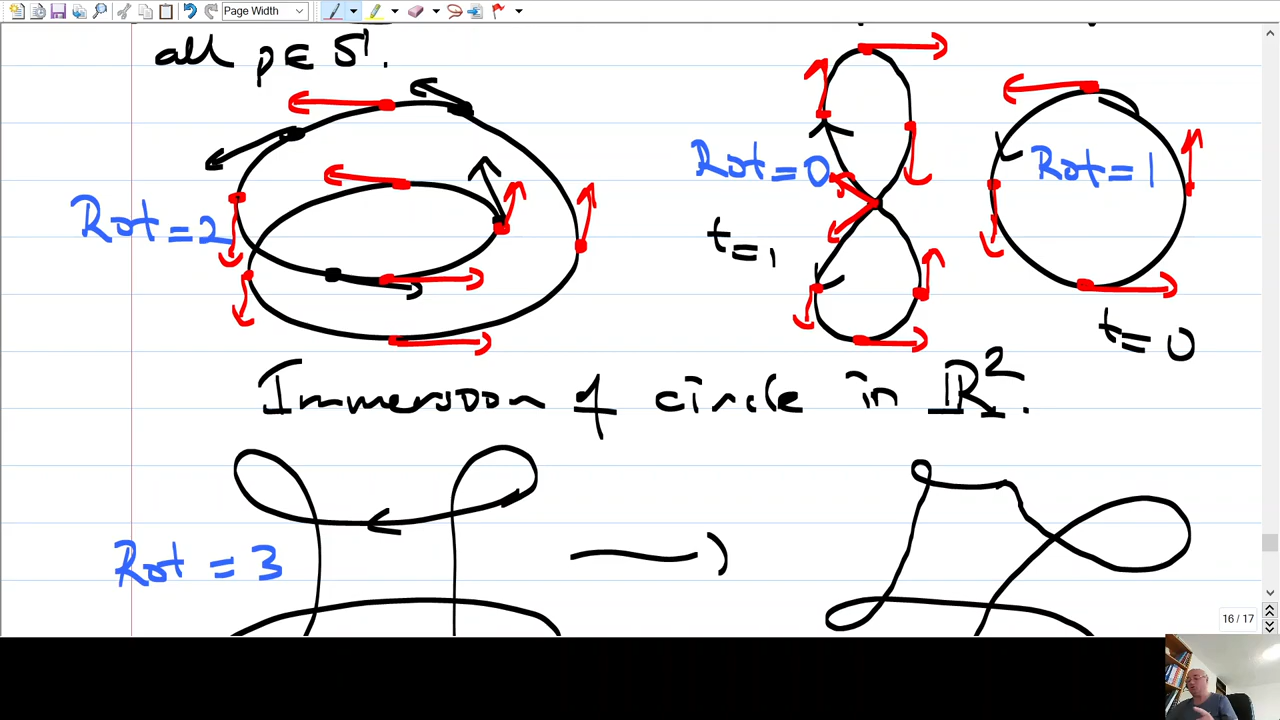 Page Width
all p ∈ S¹.
Rot = 2
Rot = 0
Rot = 1
t = 1
t = 0
Immersion of circle in ℝ².
Rot = 3
16 / 17